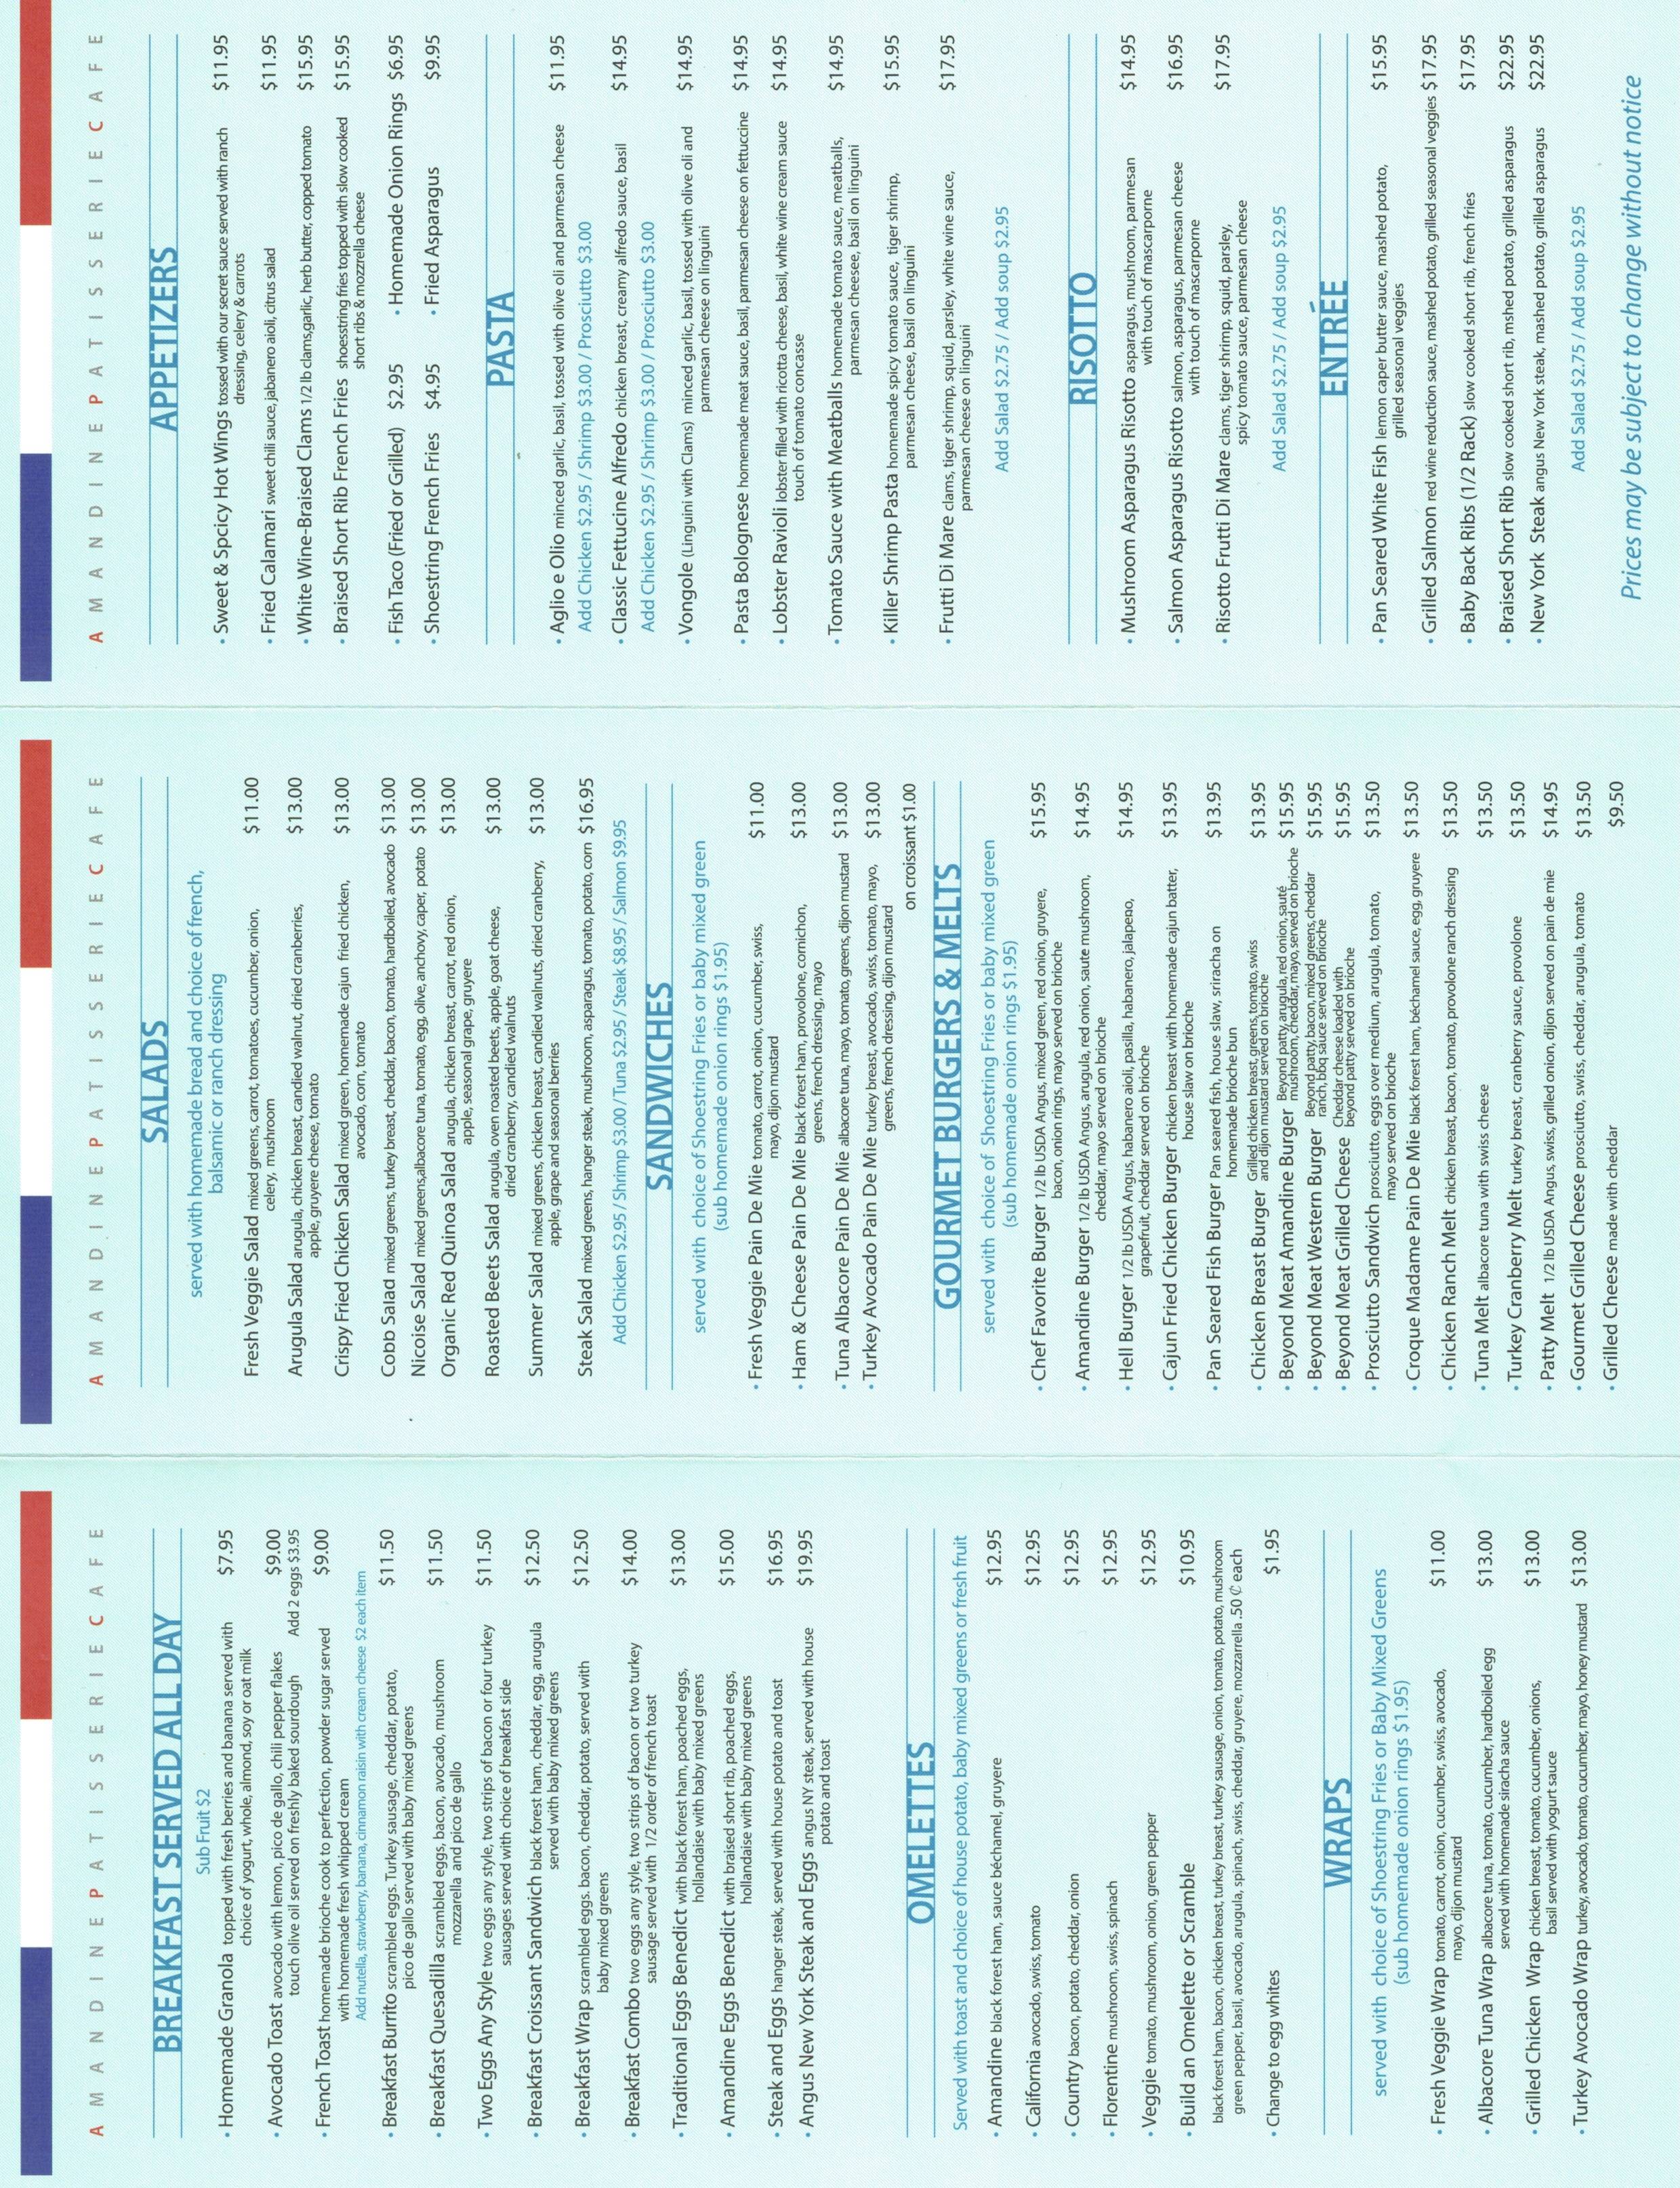 AMANDINEPATISSERIECAFE
BREAKFAST SERVED ALL DAY
Sub Fruit $2
• Homemade Granola topped with fresh berries and banana served with $7.95
choice of yogurt, whole, almond, soy or oat milk
• Avocado Toast avocado with lemon, pico de gallo, chili pepper flakes $9.00
touch olive oil served on freshly baked sourdough Add 2 eggs $3.95
• French Toast homemade brioche cook to perfection, powder sugar served $9.00
with homemade fresh whipped cream
Add nutella, strawberry, banana, cinnamon raisin with cream cheese $2 each item
• Breakfast Burrito scrambled eggs. Turkey sausage, cheddar, potato, $11.50
pico de gallo served with baby mixed greens
• Breakfast Quesadilla scrambled eggs, bacon, avocado, mushroom $11.50
mozzarella and pico de gallo
• Two Eggs Any Style two eggs any style, two strips of bacon or four turkey $11.50
sausages served with choice of breakfast side
• Breakfast Croissant Sandwich black forest ham, cheddar, egg, arugula $12.50
served with baby mixed greens
• Breakfast Wrap scrambled eggs. bacon, cheddar, potato, served with $12.50
baby mixed greens
• Breakfast Combo two eggs any style, two strips of bacon or two turkey $14.00
sausage served with 1/2 order of french toast
• Traditional Eggs Benedict with black forest ham, poached eggs, $13.00
hollandaise with baby mixed greens
• Amandine Eggs Benedict with braised short rib, poached eggs, $15.00
hollandaise with baby mixed greens
• Steak and Eggs hanger steak, served with house potato and toast $16.95
• Angus New York Steak and Eggs angus NY steak, served with house $19.95
potato and toast
OMELETTES
Served with toast and choice of house potato, baby mixed greens or fresh fruit
• Amandine black forest ham, sauce béchamel, gruyere $12.95
• California avocado, swiss, tomato $12.95
• Country bacon, potato, cheddar, onion $12.95
• Florentine mushroom, swiss, spinach $12.95
• Veggie tomato, mushroom, onion, green pepper $12.95
• Build an Omelette or Scramble $10.95
black forest ham, bacon, chicken breast, turkey breast, turkey sausage, onion, tomato, potato, mushroom
green pepper, basil, avocado, arugula, spinach, swiss, cheddar, gruyere, mozzarrella .50 ₵ each
• Change to egg whites $1.95
WRAPS
served with choice of Shoestring Fries or Baby Mixed Greens
(sub homemade onion rings $1.95)
• Fresh Veggie Wrap tomato, carrot, onion, cucumber, swiss, avocado, $11.00
mayo, dijon mustard
• Albacore Tuna Wrap albacore tuna, tomato, cucumber, hardboiled egg $13.00
served with homemade siracha sauce
• Grilled Chicken Wrap chicken breast, tomato, cucumber, onions, $13.00
basil served with yogurt sauce
• Turkey Avocado Wrap turkey, avocado, tomato, cucumber, mayo, honey mustard $13.00
AMANDINEPATISSERIECAFE
SALADS
served with homemade bread and choice of french,
balsamic or ranch dressing
Fresh Veggie Salad mixed greens, carrot, tomatoes, cucumber, onion, $11.00
celery, mushroom
Arugula Salad arugula, chicken breast, candied walnut, dried cranberries, $13.00
apple, gruyere cheese, tomato
Crispy Fried Chicken Salad mixed green, homemade cajun fried chicken, $13.00
avocado, corn, tomato
Cobb Salad mixed greens, turkey breast, cheddar, bacon, tomato, hardboiled, avocado $13.00
Nicoise Salad mixed greens,albacore tuna, tomato, egg, olive, anchovy, caper, potato $13.00
Organic Red Quinoa Salad arugula, chicken breast, carrot, red onion, $13.00
apple, seasonal grape, gruyere
Roasted Beets Salad arugula, oven roasted beets, apple, goat cheese, $13.00
dried cranberry, candied walnuts
Summer Salad mixed greens, chicken breast, candied walnuts, dried cranberry, $13.00
apple, grape and seasonal berries
Steak Salad mixed greens, hanger steak, mushroom, asparagus, tomato, potato, corn $16.95
Add Chicken $2.95 / Shrimp $3.00 / Tuna $2.95 / Steak $8.95 / Salmon $9.95
SANDWICHES
served with choice of Shoestring Fries or baby mixed green
(sub homemade onion rings $1.95)
• Fresh Veggie Pain De Mie tomato, carrot, onion, cucumber, swiss, $11.00
mayo, dijon mustard
• Ham & Cheese Pain De Mie black forest ham, provolone, cornichon, $13.00
greens, french dressing, mayo
• Tuna Albacore Pain De Mie albacore tuna, mayo, tomato, greens, dijon mustard $13.00
• Turkey Avocado Pain De Mie turkey breast, avocado, swiss, tomato, mayo, $13.00
greens, french dressing, dijon mustard
on croissant $1.00
GOURMET BURGERS & MELTS
served with choice of Shoestring Fries or baby mixed green
(sub homemade onion rings $1.95)
• Chef Favorite Burger 1/2 lb USDA Angus, mixed green, red onion, gruyere, $15.95
bacon, onion rings, mayo served on brioche
• Amandine Burger 1/2 lb USDA Angus, arugula, red onion, saute mushroom, $14.95
cheddar, mayo served on brioche
• Hell Burger 1/2 lb USDA Angus, habanero aioli, pasilla, habanero, jalapeno, $14.95
grapefruit, cheddar served on brioche
• Cajun Fried Chicken Burger chicken breast with homemade cajun batter, $13.95
house slaw on brioche
• Pan Seared Fish Burger Pan seared fish, house slaw, sriracha on $13.95
homemade brioche bun
• Chicken Breast Burger Grilled chicken breast, greens, tomato, swiss $13.95
and dijon mustard served on brioche
• Beyond Meat Amandine Burger Beyond patty, arugula, red onion, sauté $15.95
mushroom, cheddar, mayo, served on brioche
• Beyond Meat Western Burger Beyond patty, bacon, mixed greens, cheddar $15.95
ranch, bbq sauce served on brioche
• Beyond Meat Grilled Cheese Cheddar cheese loaded with $15.95
beyond patty served on brioche
• Prosciutto Sandwich prosciutto, eggs over medium, arugula, tomato, $13.50
mayo served on brioche
• Croque Madame Pain De Mie black forest ham, béchamel sauce, egg, gruyere $13.50
• Chicken Ranch Melt chicken breast, bacon, tomato, provolone ranch dressing $13.50
• Tuna Melt albacore tuna with swiss cheese $13.50
• Turkey Cranberry Melt turkey breast, cranberry sauce, provolone $13.50
• Patty Melt 1/2 lb USDA Angus, swiss, grilled onion, dijon served on pain de mie $14.95
• Gourmet Grilled Cheese prosciutto, swiss, cheddar, arugula, tomato $13.50
• Grilled Cheese made with cheddar $9.50
AMANDINEPATISSERIECAFE
APPETIZERS
• Sweet & Spcicy Hot Wings tossed with our secret sauce served with ranch $11.95
dressing, celery & carrots
• Fried Calamari sweet chili sauce, jabanero aioli, citrus salad $11.95
• White Wine-Braised Clams 1/2 lb clams,garlic, herb butter, copped tomato $15.95
• Braised Short Rib French Fries shoesstring fries topped with slow cooked $15.95
short ribs & mozzrella cheese
• Fish Taco (Fried or Grilled) $2.95 • Homemade Onion Rings $6.95
• Shoestring French Fries $4.95 • Fried Asparagus $9.95
PASTA
• Aglio e Olio minced garlic, basil, tossed with olive oli and parmesan cheese $11.95
Add Chicken $2.95 / Shrimp $3.00 / Prosciutto $3.00
• Classic Fettucine Alfredo chicken breast, creamy alfredo sauce, basil $14.95
Add Chicken $2.95 / Shrimp $3.00 / Prosciutto $3.00
• Vongole (Linguini with Clams) minced garlic, basil, tossed with olive oli and $14.95
parmesan cheese on linguini
• Pasta Bolognese homemade meat sauce, basil, parmesan cheese on fettuccine $14.95
• Lobster Ravioli lobster filled with ricotta cheese, basil, white wine cream sauce $14.95
touch of tomato concasse
• Tomato Sauce with Meatballs homemade tomato sauce, meatballs, $14.95
parmesan cheesee, basil on linguini
• Killer Shrimp Pasta homemade spicy tomato sauce, tiger shrimp, $15.95
parmesan cheese, basil on linguini
• Frutti Di Mare clams, tiger shrimp, squid, parsley, white wine sauce, $17.95
parmesan cheese on linguini
Add Salad $2.75 / Add soup $2.95
RISOTTO
• Mushroom Asparagus Risotto asparagus, mushroom, parmesan $14.95
with touch of mascarporne
• Salmon Asparagus Risotto salmon, asparagus, parmesan cheese $16.95
with touch of mascarporne
• Risotto Frutti Di Mare clams, tiger shrimp, squid, parsley, $17.95
spicy tomato sauce, parmesan cheese
Add Salad $2.75 / Add soup $2.95
ENTRÉE
• Pan Seared White Fish lemon caper butter sauce, mashed potato, $15.95
grilled seasonal veggies
• Grilled Salmon red wine reduction sauce, mashed potato, grilled seasonal veggies $17.95
• Baby Back Ribs (1/2 Rack) slow cooked short rib, french fries $17.95
• Braised Short Rib slow cooked short rib, mshed potato, grilled asparagus $22.95
• New York Steak angus New York steak, mashed potato, grilled asparagus $22.95
Add Salad $2.75 / Add soup $2.95
Prices may be subject to change without notice